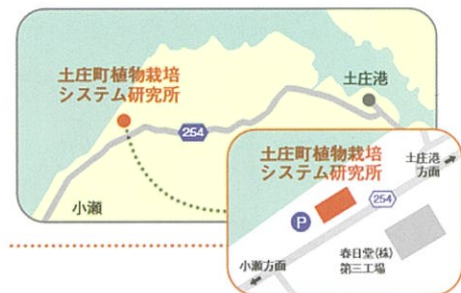 土庄町植物栽培
システム研究所
土庄港
254
小瀬
土庄町植物栽培
システム研究所
土庄港
方面
254
P
小瀬方面
春日堂(株)
第三工場